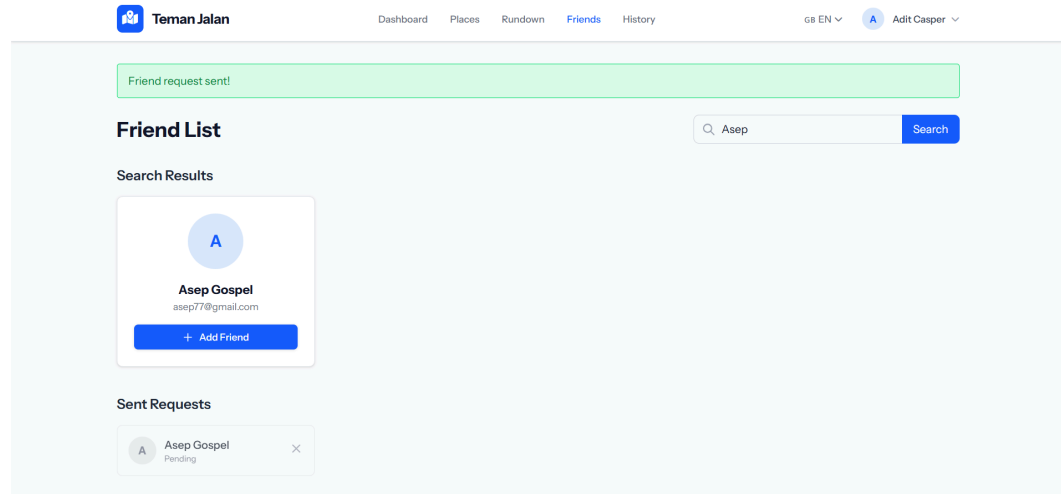 Teman Jalan
Dashboard Places Rundown Friends History
GB EN
A Adit Casper
Friend request sent!
Friend List
Asep
Search
Search Results
A
Asep Gospel
asep77@gmail.com
+ Add Friend
Sent Requests
A
Asep Gospel
Pending